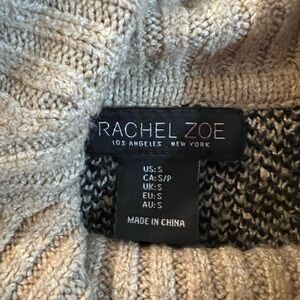 RACHEL ZOE
LOS ANGELES NEW YORK
US: S
CA: S/P
UK: S
EU: S
AU: S
MADE IN CHINA